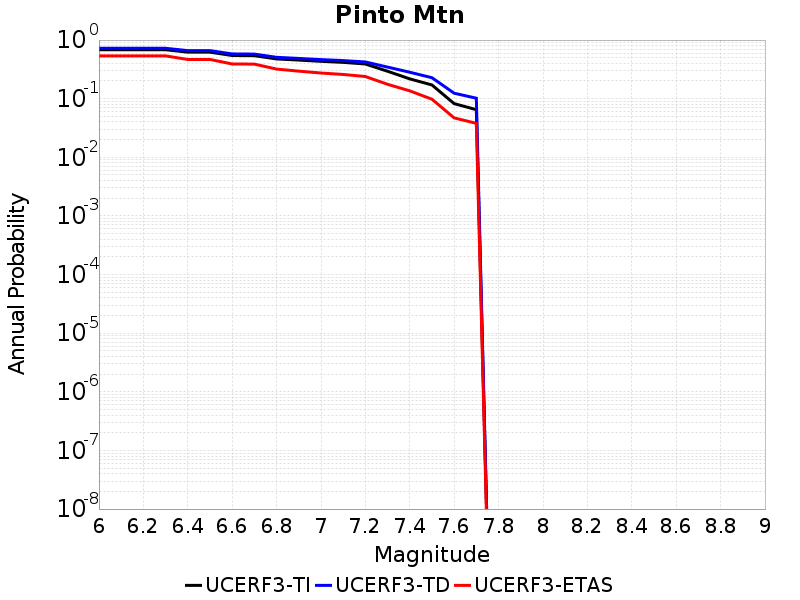 Pinto Mtn
10^0
10^-1
10^-2
10^-3
10^-4
10^-5
10^-6
10^-7
10^-8
Annual Probability
6 6.2 6.4 6.6 6.8 7 7.2 7.4 7.6 7.8 8 8.2 8.4 8.6 8.8 9
Magnitude
UCERF3-TI UCERF3-TD UCERF3-ETAS